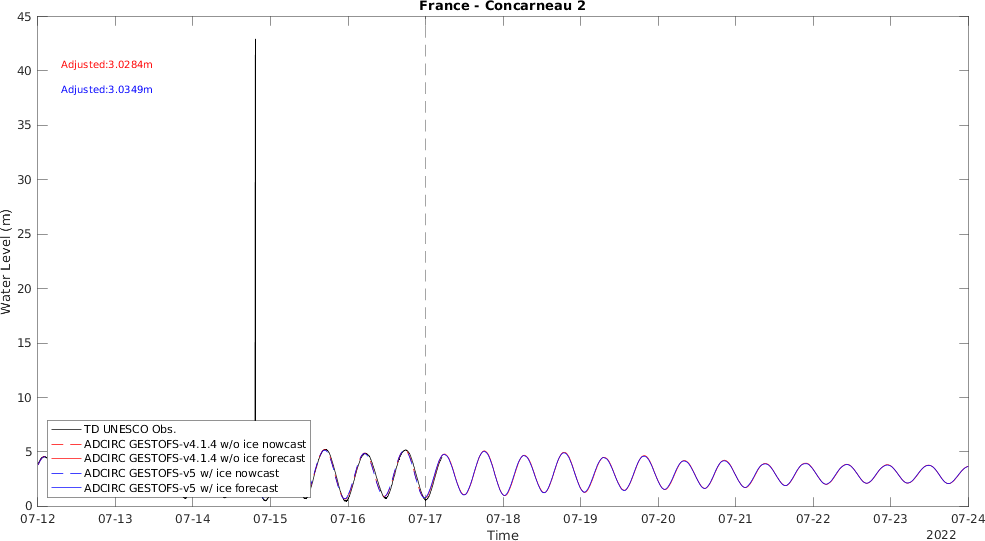 France - Concarneau 2
45
40
35
30
25
20
15
10
5
0
Water Level (m)
Adjusted:3.0284m
Adjusted:3.0349m
TD UNESCO Obs.
ADCIRC GESTOFS-v4.1.4 w/o ice nowcast
ADCIRC GESTOFS-v4.1.4 w/o ice forecast
ADCIRC GESTOFS-v5 w/ ice nowcast
ADCIRC GESTOFS-v5 w/ ice forecast
07-12 07-13 07-14 07-15 07-16 07-17 07-18 07-19 07-20 07-21 07-22 07-23 07-24
Time
2022